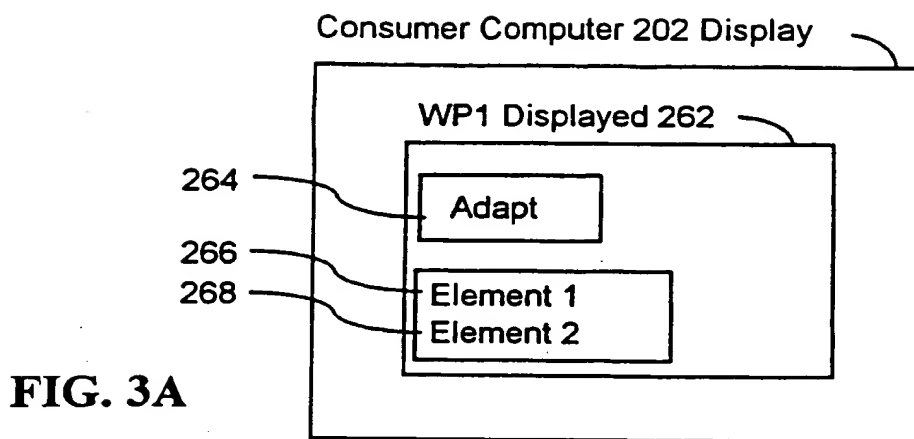 Consumer Computer 202 Display
WP1 Displayed 262
264
Adapt
266
Element 1
268
Element 2
FIG. 3A